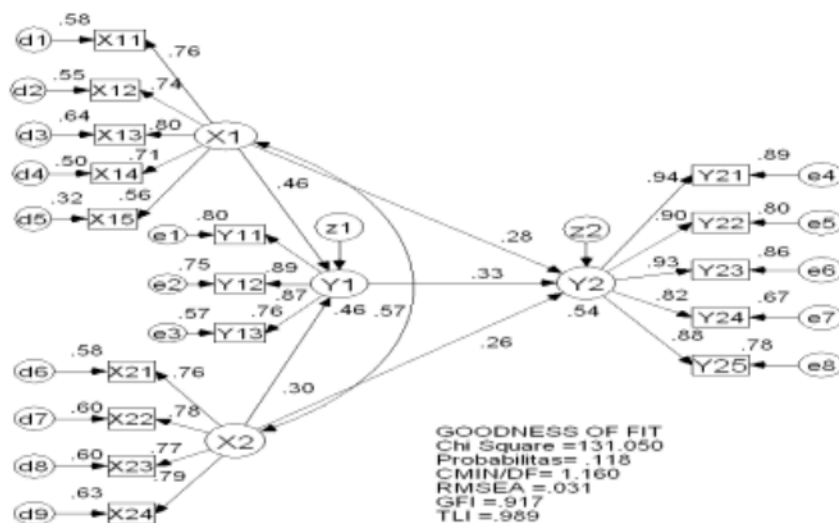 .58
d1 X11
.76
.55
d2 X12
.74
.64
d3 X13 .80 X1
.50 .71
d4 X14
.32 .56
d5 X15
.46
.80
e1 Y11
z1
.28
.75
e2 Y12 .89 Y1 .33
.87
.57 .76 .46 .57
e3 Y13
.26
.58
d6 X21 .76
.30
.60
d7 X22 .78
X2
.60 .77
d8 X23
.79
.63
d9 X24
.89
.94 Y21 e4
.80
.90 Y22 e5
z2
.86
Y2 .93 Y23 e6
.54 .82 .67
Y24 e7
.88 .78
Y25 e8
GOODNESS OF FIT
Chi Square =131.050
Probabilitas= .118
CMIN/DF= 1.160
RMSEA =.031
GFI =.917
TLI =.989